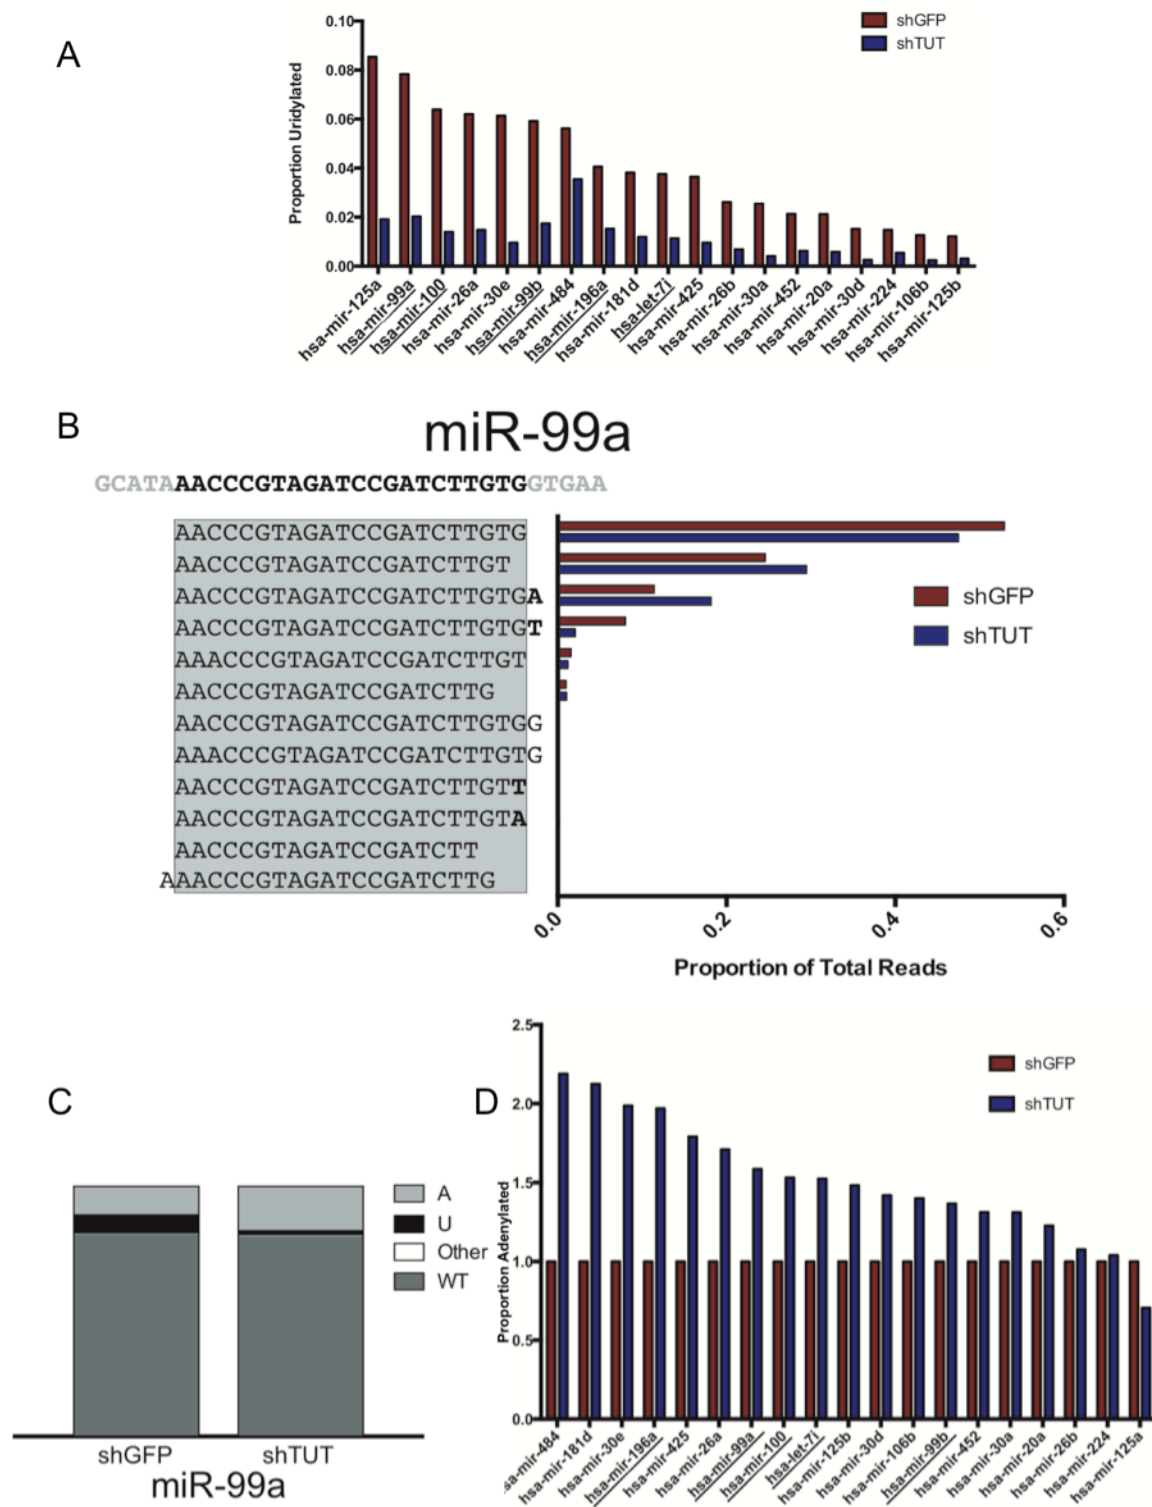 A
0.10
0.08
0.06
0.04
0.02
0.00
Proportion Uridylated
shGFP
shTUT
hsa-mir-125a
hsa-mir-99a
hsa-mir-100
hsa-mir-26a
hsa-mir-30e
hsa-mir-99b
hsa-mir-484
hsa-mir-196a
hsa-mir-181d
hsa-let-7i
hsa-mir-425
hsa-mir-26b
hsa-mir-30a
hsa-mir-452
hsa-mir-20a
hsa-mir-30d
hsa-mir-224
hsa-mir-106b
hsa-mir-125b
B
miR-99a
GCATAAACCCGTAGATCCGATCTTGTGGTGAA
AACCCGTAGATCCGATCTTGTG
AACCCGTAGATCCGATCTTGT
AACCCGTAGATCCGATCTTGTGA
AACCCGTAGATCCGATCTTGTGT
AAACCCGTAGATCCGATCTTGT
AACCCGTAGATCCGATCTTG
AACCCGTAGATCCGATCTTGTGG
AAACCCGTAGATCCGATCTTGTG
AACCCGTAGATCCGATCTTGTT
AACCCGTAGATCCGATCTTGTA
AACCCGTAGATCCGATCTT
AAACCCGTAGATCCGATCTTG
shGFP
shTUT
0.0
0.2
0.4
0.6
Proportion of Total Reads
C
A
U
Other
WT
shGFP
shTUT
miR-99a
D
2.5
2.0
1.5
1.0
0.5
0.0
Proportion Adenylated
shGFP
shTUT
hsa-mir-484
hsa-mir-181d
hsa-mir-30e
hsa-mir-196a
hsa-mir-425
hsa-mir-26a
hsa-mir-99a
hsa-mir-100
hsa-let-7i
hsa-mir-125b
hsa-mir-30d
hsa-mir-106b
hsa-mir-99b
hsa-mir-452
hsa-mir-30a
hsa-mir-20a
hsa-mir-26b
hsa-mir-224
hsa-mir-125a